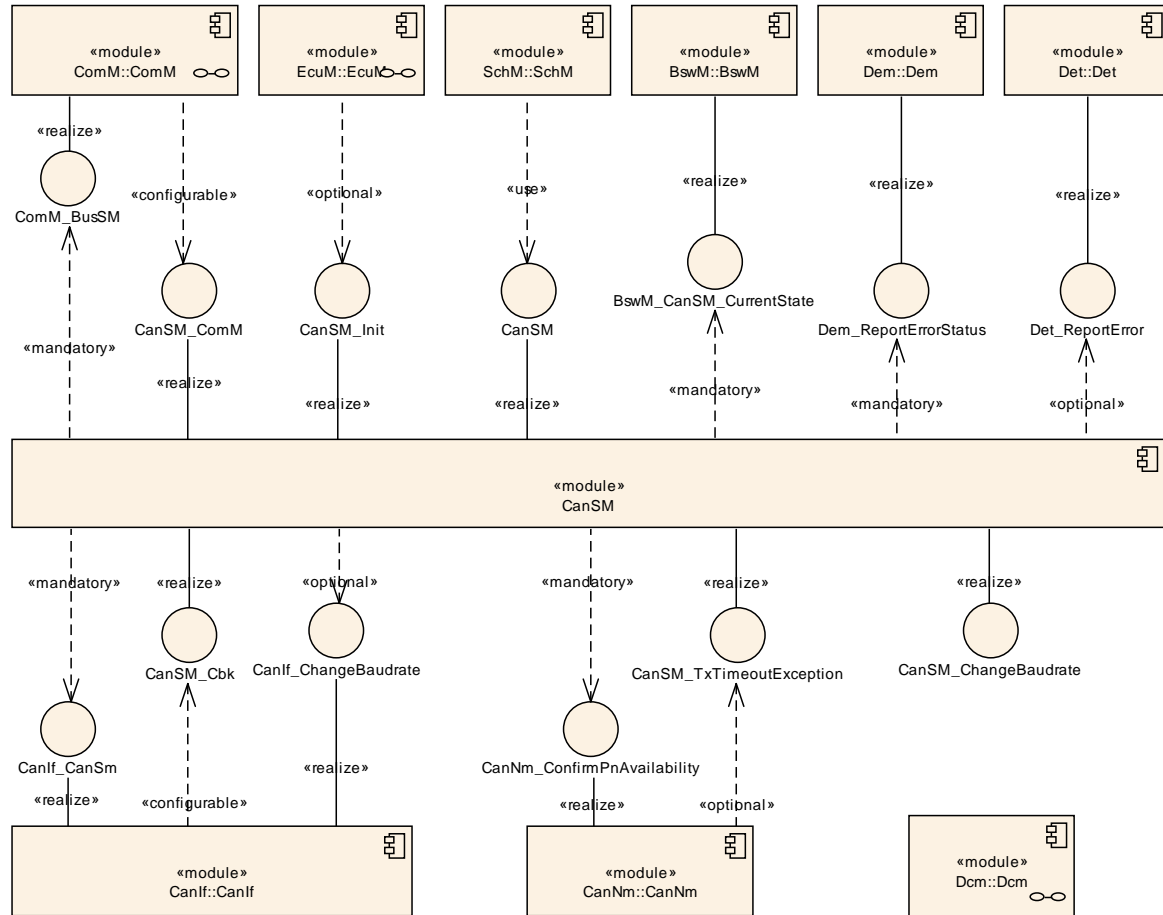 «module»
ComM::ComM
«module»
EcuM::EcuM
«module»
SchM::SchM
«module»
BswM::BswM
«module»
Dem::Dem
«module»
Det::Det
«realize»
ComM_BusSM
«configurable»
«optional»
«use»
«realize»
«realize»
«realize»
CanSM_ComM
CanSM_Init
CanSM
BswM_CanSM_CurrentState
Dem_ReportErrorStatus
Det_ReportError
«mandatory»
«realize»
«realize»
«realize»
«mandatory»
«mandatory»
«optional»
«module»
CanSM
«mandatory»
«realize»
«optional»
«mandatory»
«realize»
«realize»
CanSM_Cbk
CanIf_ChangeBaudrate
CanSM_TxTimeoutException
CanSM_ChangeBaudrate
CanIf_CanSm
CanNm_ConfirmPnAvailability
«realize»
«configurable»
«realize»
«realize»
«optional»
«module»
CanIf::CanIf
«module»
CanNm::CanNm
«module»
Dcm::Dcm